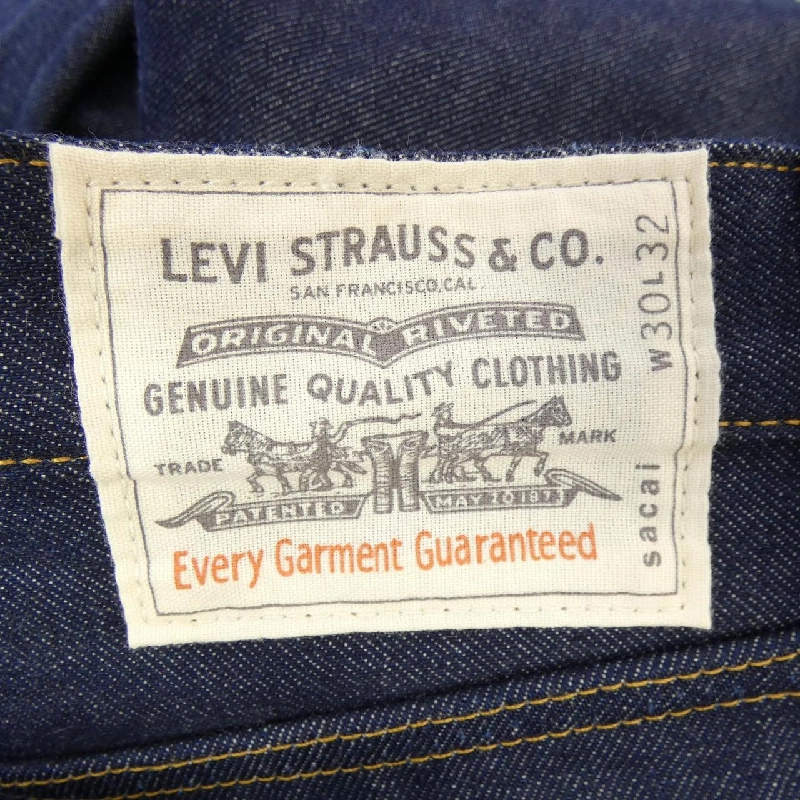 LEVI STRAUSS & CO.
SAN FRANCISCO, CAL.
ORIGINAL RIVETED
GENUINE QUALITY CLOTHING
TRADE MARK
PATENTED MAY 20 1873
Every Garment Guaranteed
W30L32
sacai